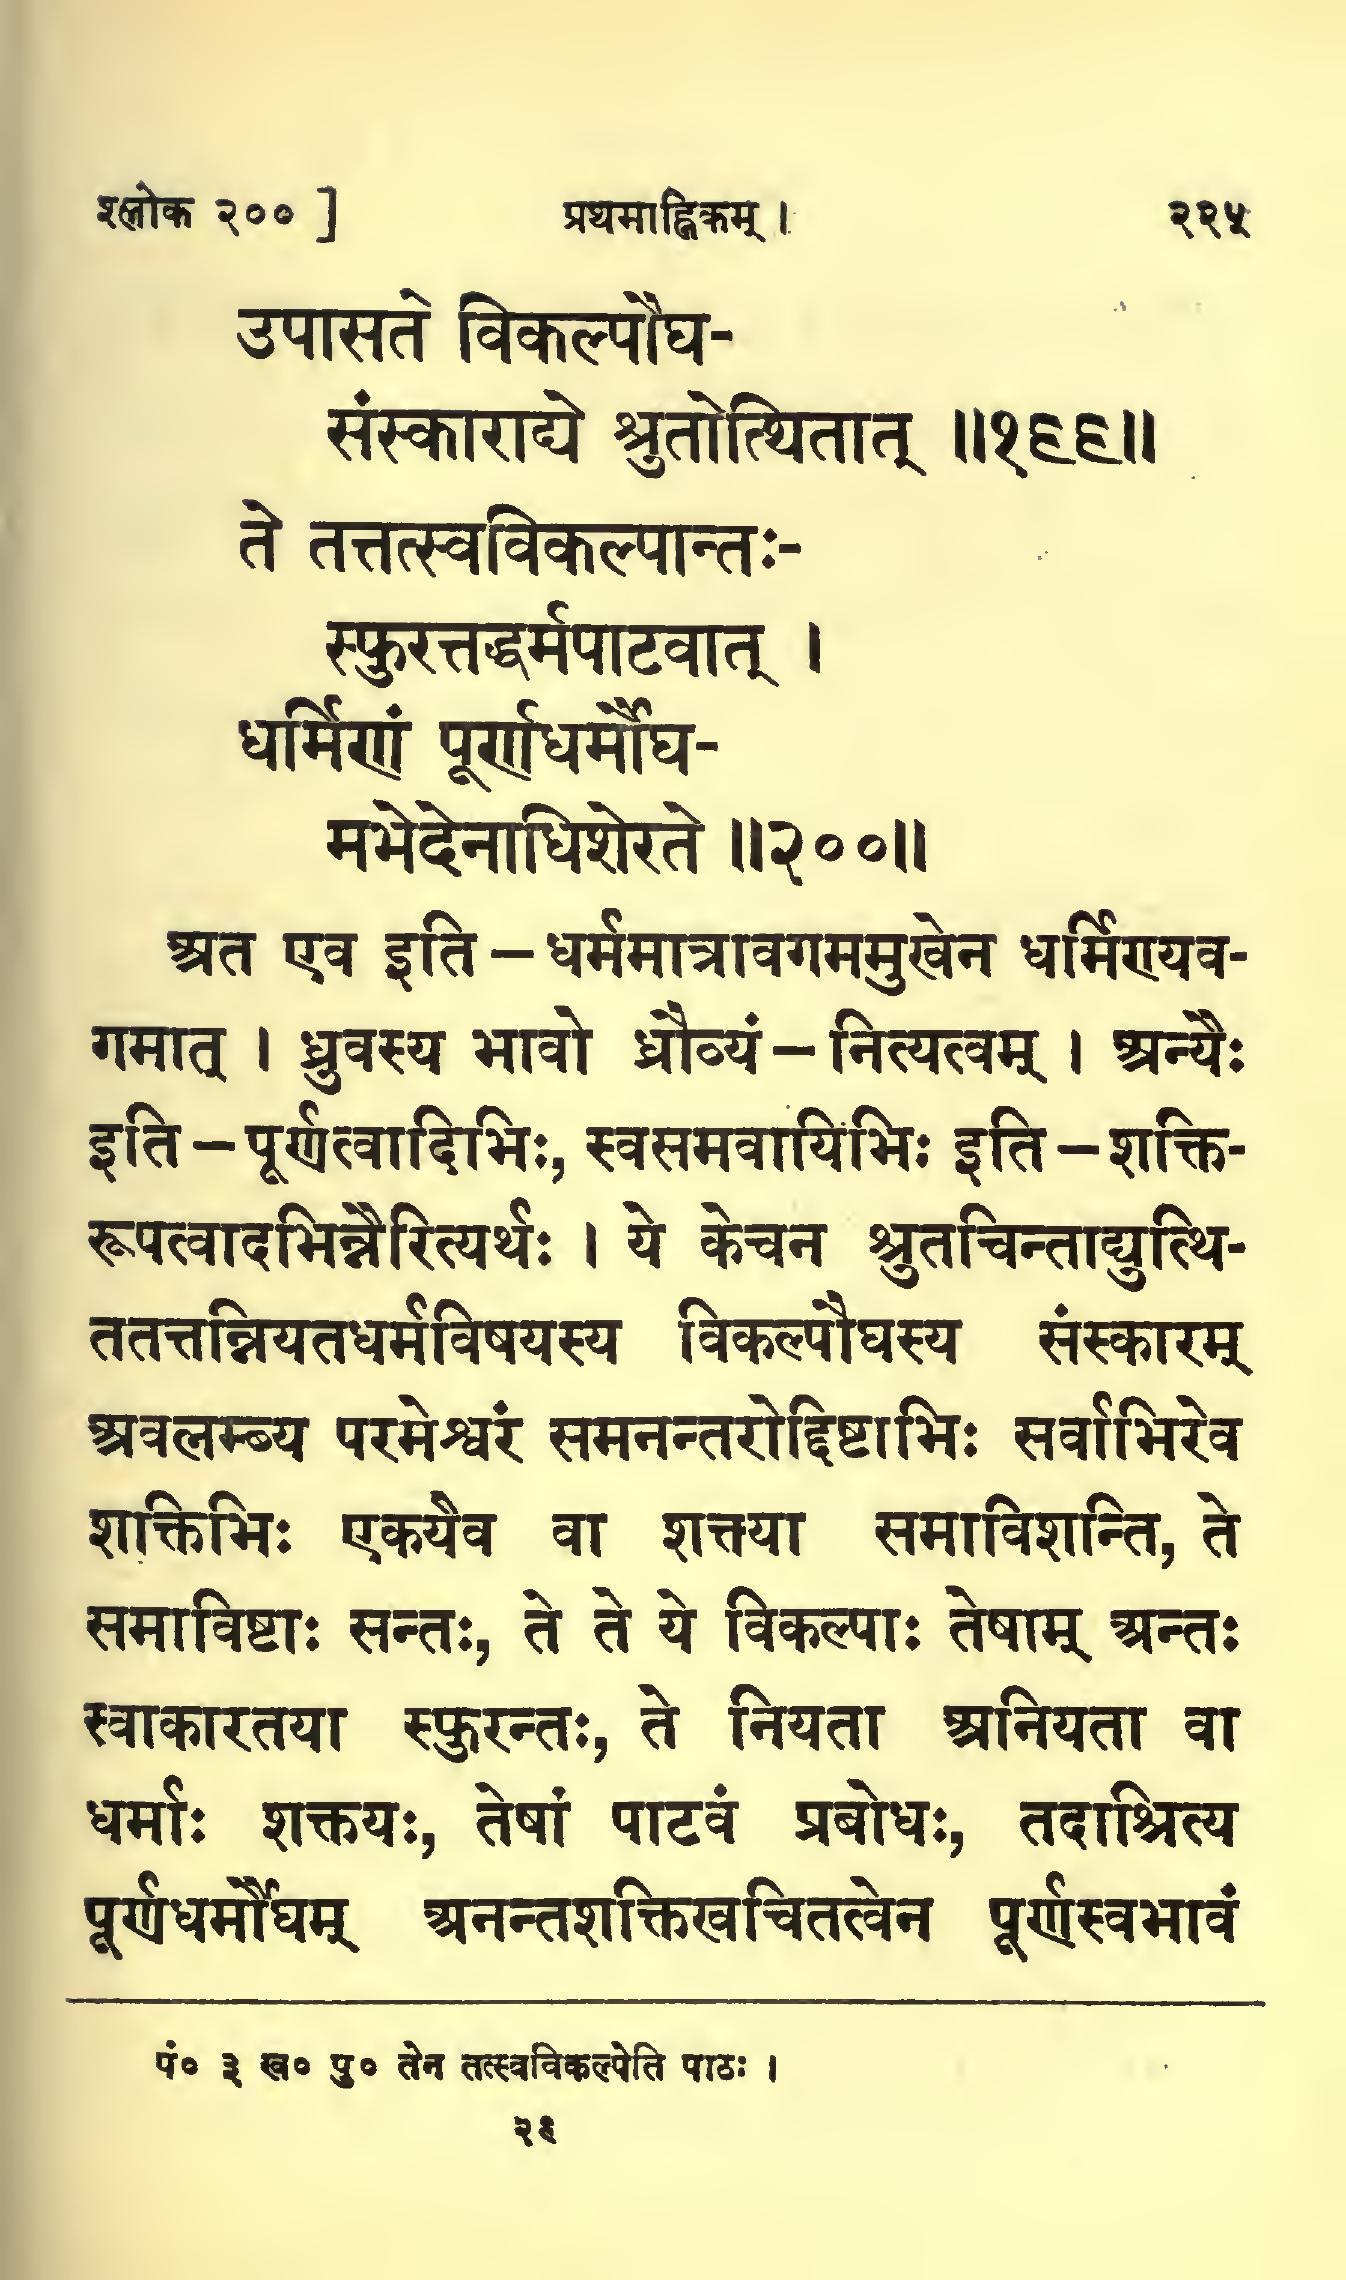 श्लोक २०० ] प्रथमाह्निकम् । २२५
उपासते विकल्पौघ-
संस्काराद्ये श्रुतोत्थितात् ॥१९९॥
ते तत्तत्स्वविकल्पान्तः-
स्फुरत्तद्धर्मपाटवात् ।
धर्मिणं पूर्णधर्मौघ-
मभेदेनाधिशेरते ॥२००॥
अत एव इति – धर्ममात्रावगममुखेन धर्मिण्यव-
गमात् । ध्रुवस्य भावो ध्रौव्यं – नित्यत्वम् । अन्यैः
इति – पूर्णत्वादिभिः, स्वसमवायिभिः इति – शक्ति-
रूपत्वादभिन्नैरित्यर्थः । ये केचन श्रुतचिन्ताद्युत्थि-
ततत्तन्नियतधर्मविषयस्य विकल्पौघस्य संस्कारम्
अवलम्ब्य परमेश्वरं समनन्तरोद्दिष्टाभिः सर्वाभिरेव
शक्तिभिः एकयैव वा शक्त्या समाविशन्ति, ते
समाविष्टाः सन्तः, ते ते ये विकल्पाः तेषाम् अन्तः
स्वाकारतया स्फुरन्तः, ते नियता अनियता वा
धर्माः शक्तयः, तेषां पाटवं प्रबोधः, तदाश्रित्य
पूर्णधर्मौघम् अनन्तशक्तिखचितत्वेन पूर्णस्वभावं
पं० ३ ख० पु० तेन तत्स्वविकल्पेति पाठः ।
२९